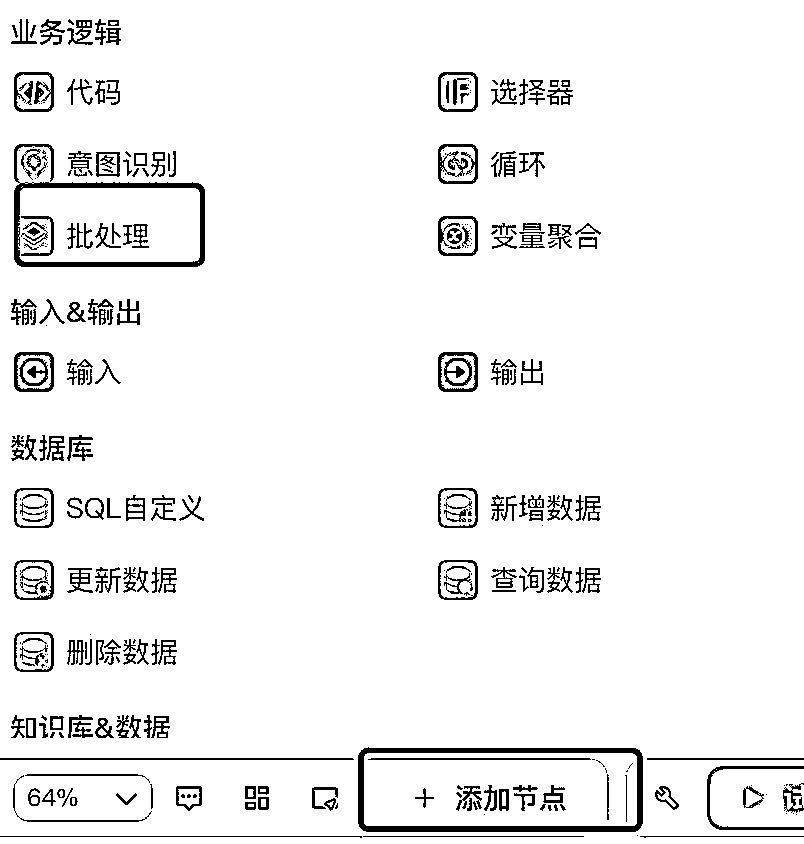 业务逻辑
代码 选择器
意图识别 循环
批处理 变量聚合
输入&输出
输入 输出
数据库
SQL自定义 新增数据
更新数据 查询数据
删除数据
知识库&数据
64% + 添加节点